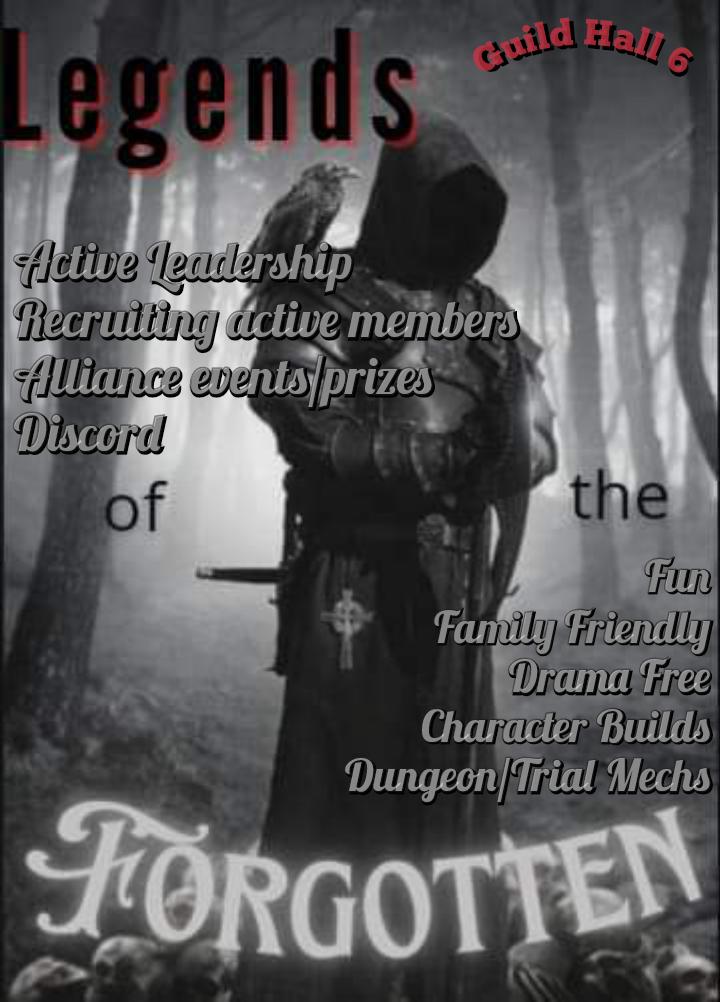 Guild Hall 6
Legends
Active Leadership
Recruiting active members
Alliance events/prizes
Discord
of the
Fun
Family Friendly
Drama Free
Character Builds
Dungeon/Trial Mechs
FORGOTTEN